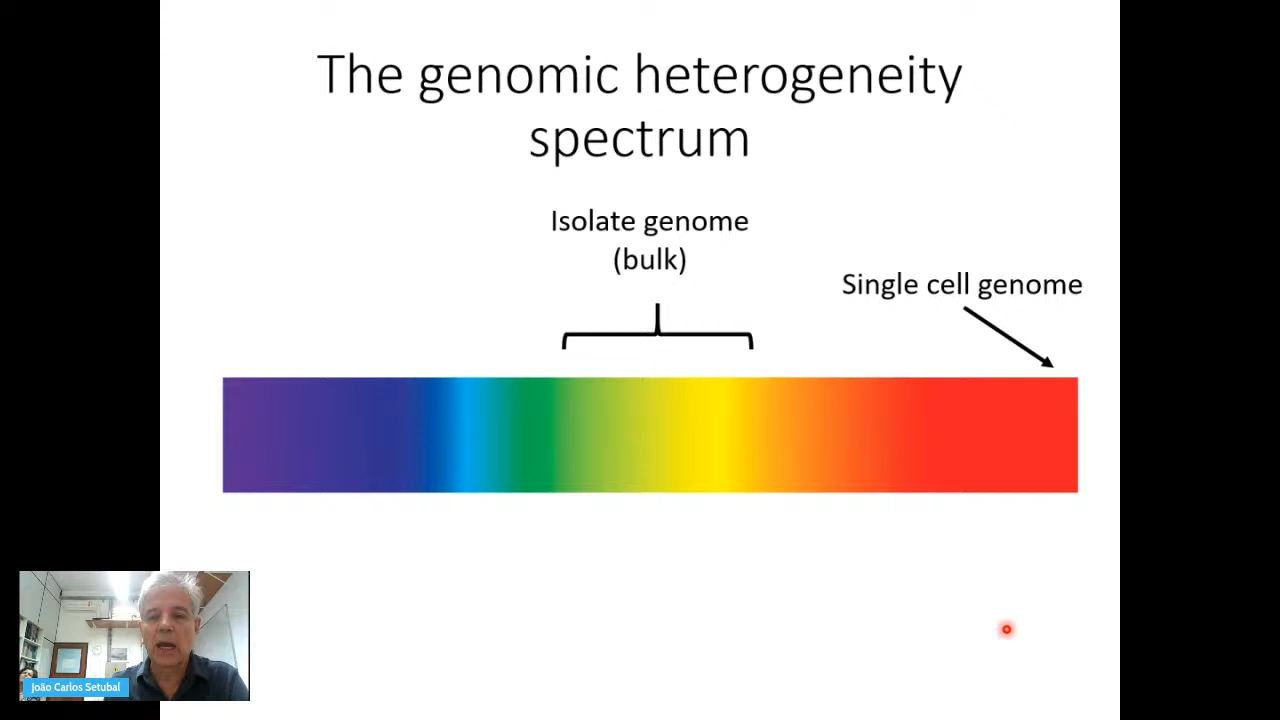 The genomic heterogeneity
spectrum
Isolate genome
(bulk)
Single cell genome
João Carlos Setubal